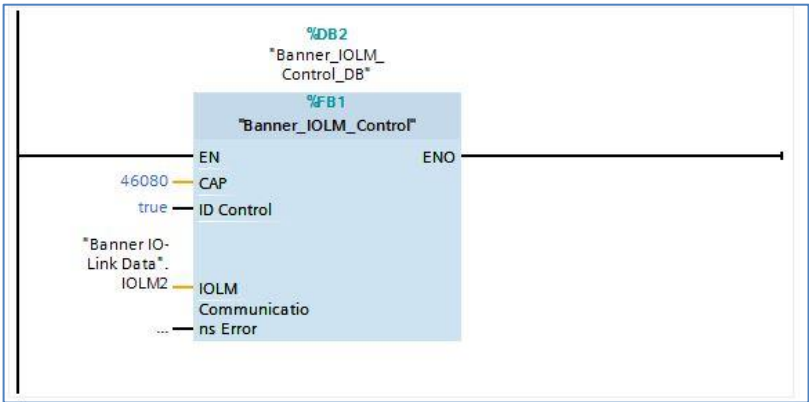 %DB2
"Banner_IOLM_
Control_DB"
%FB1
"Banner_IOLM_Control"
EN ENO
46080 CAP
true ID Control
"Banner IO-
Link Data".
IOLM2 IOLM
Communicatio
... ns Error